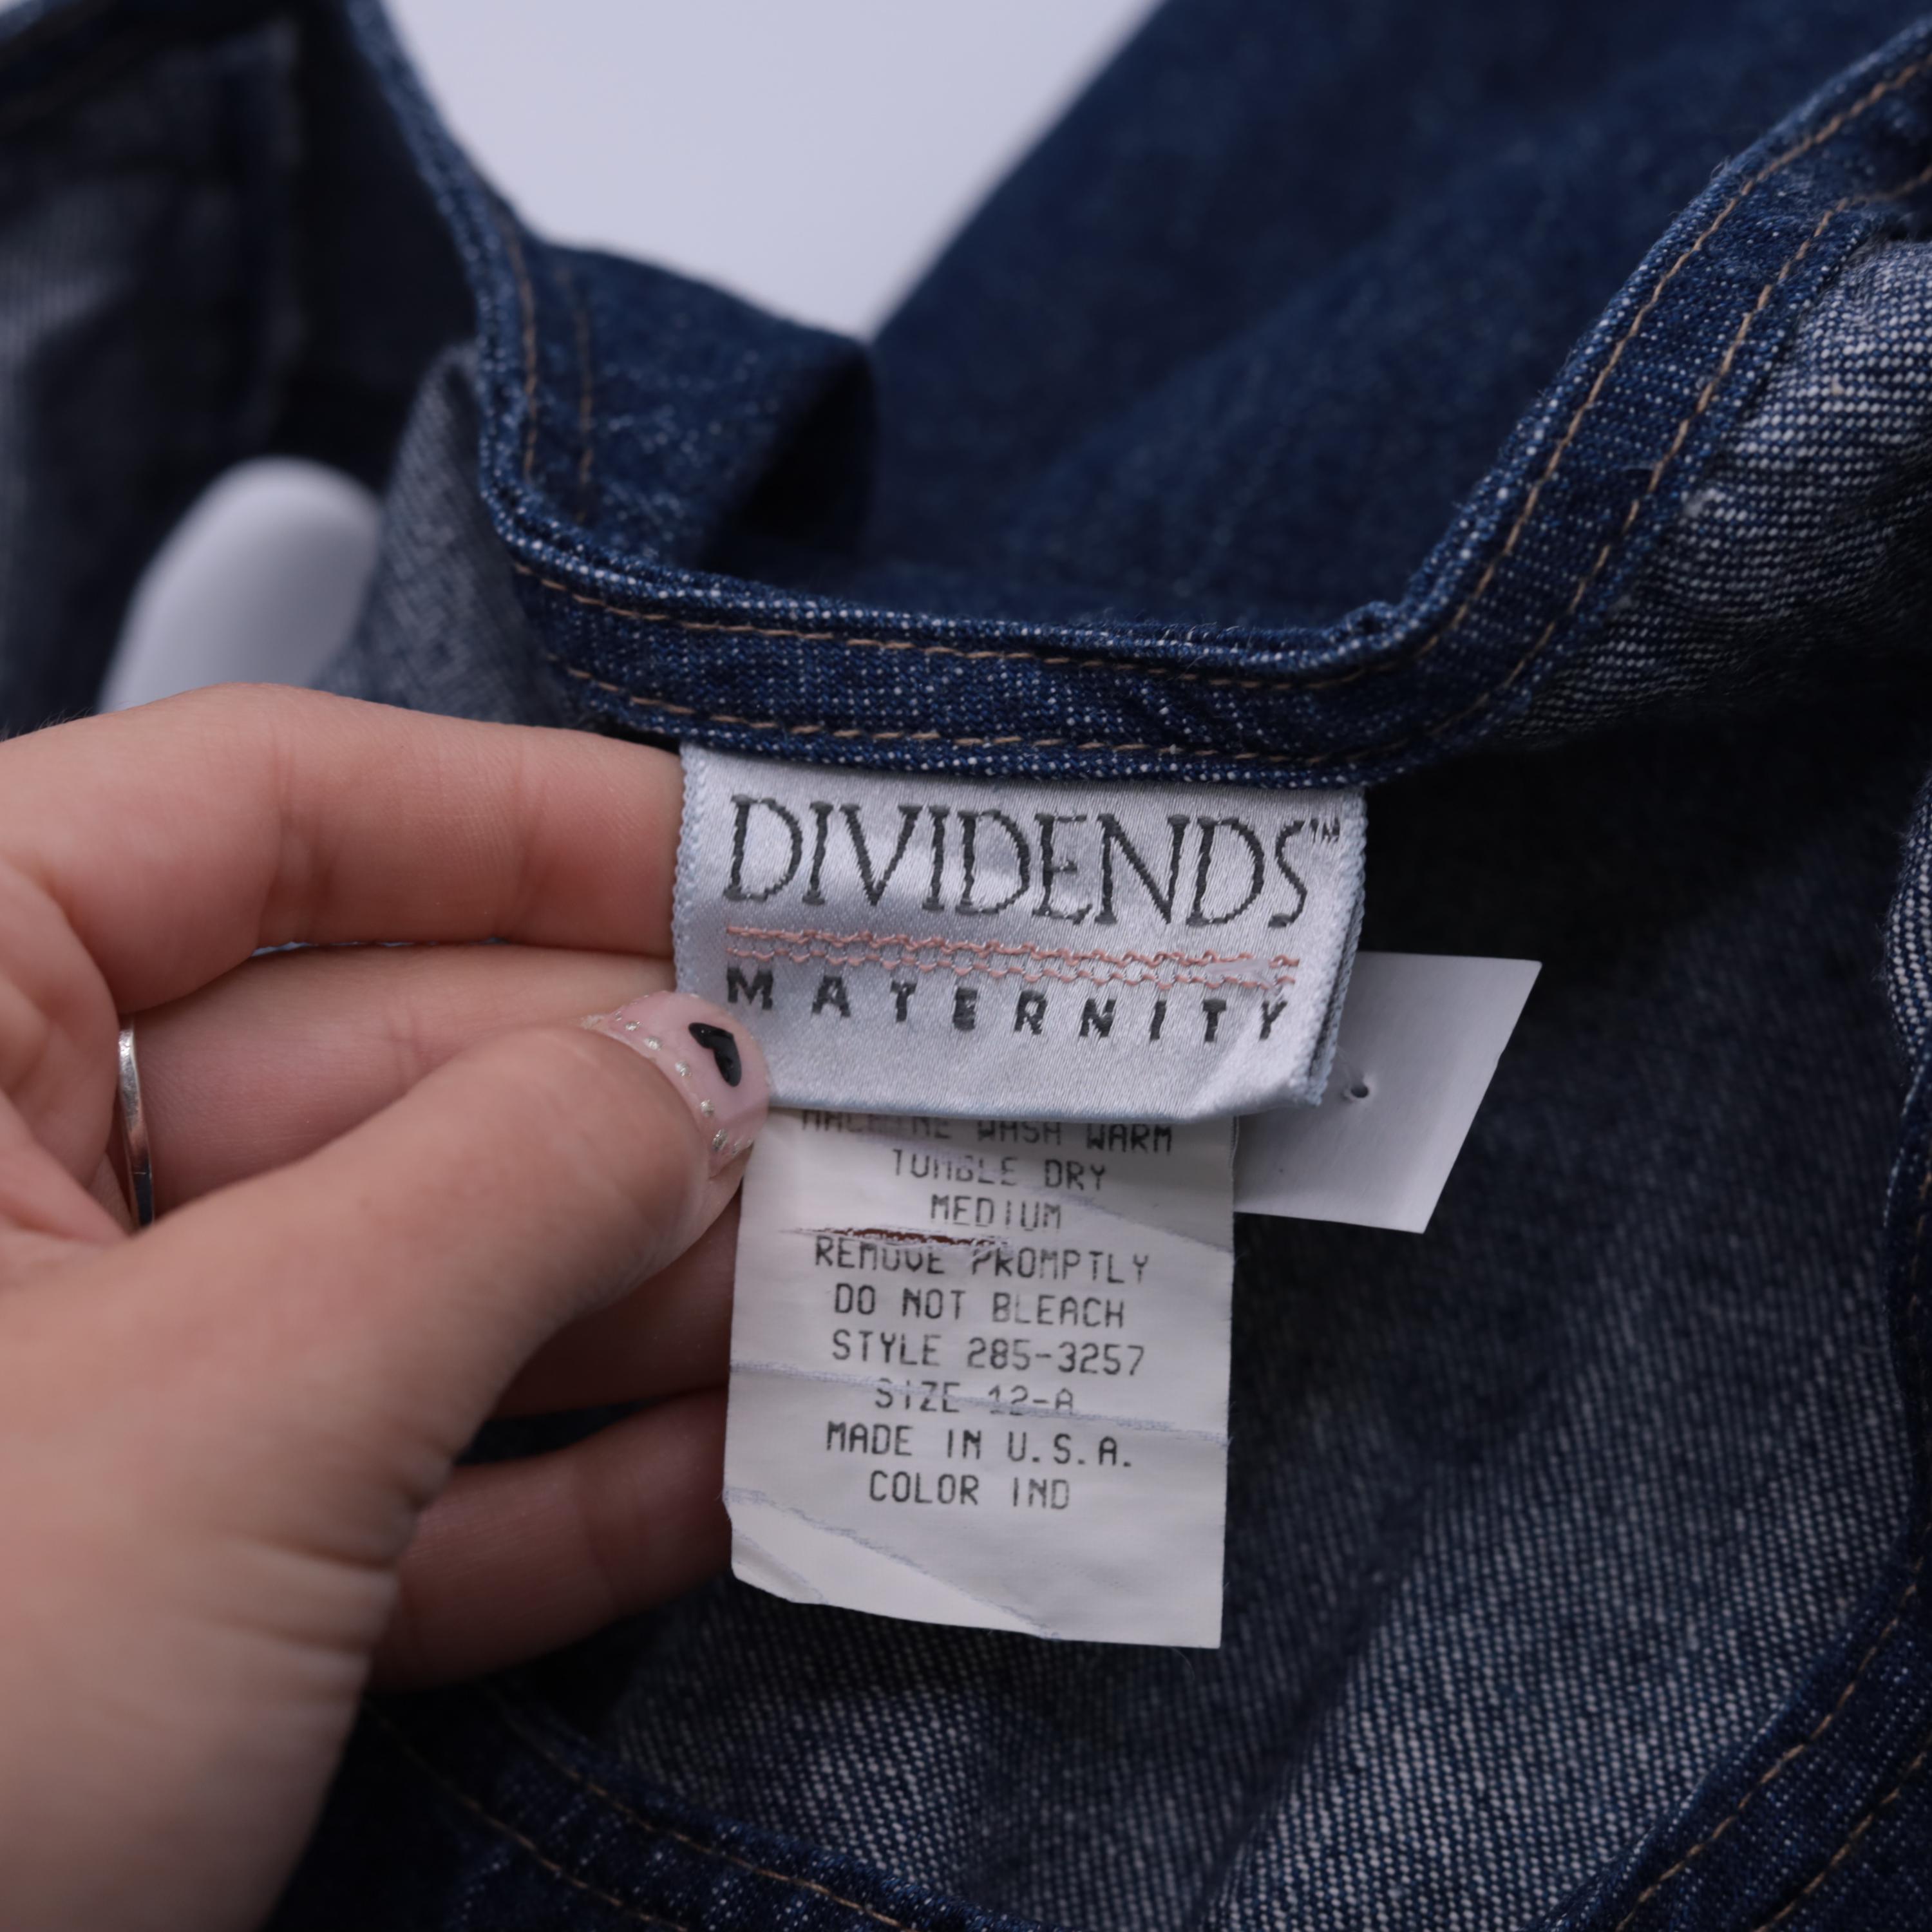 DIVIDENDS™
MATERNITY
MACHINE WASH WARM
TUMBLE DRY
MEDIUM
REMOVE PROMPTLY
DO NOT BLEACH
STYLE 285-3257
SIZE 12-A
MADE IN U.S.A.
COLOR IND